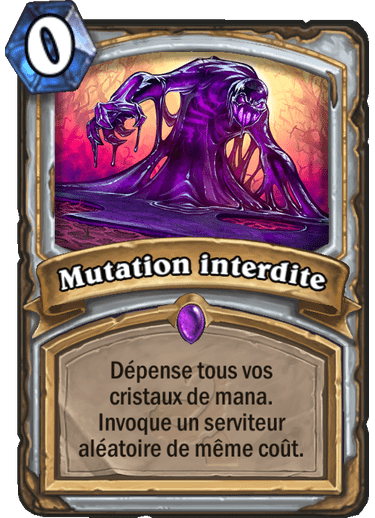 0
Mutation interdite
Dépense tous vos
cristaux de mana.
Invoque un serviteur
aléatoire de même coût.